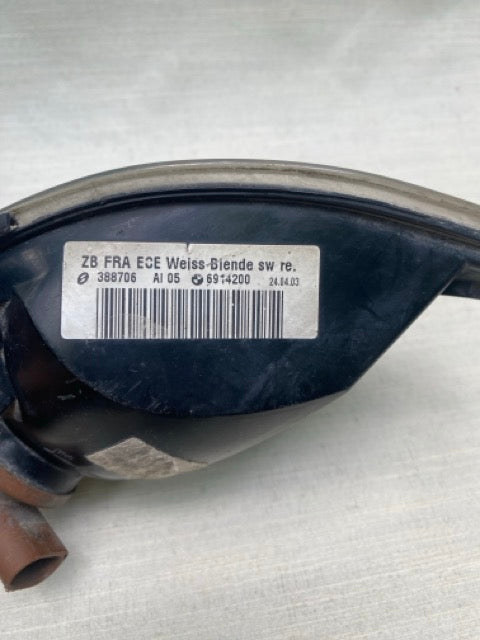 ZB FRA ECE Weiss-Blende sw re.
388706 AI 05 6914200 24.04.03